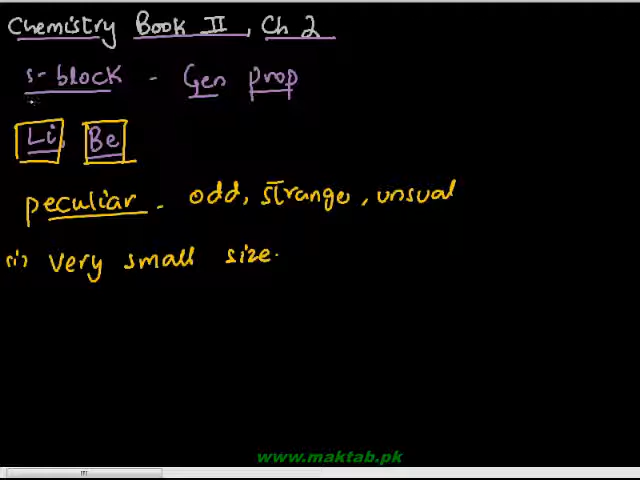 Chemistry Book II, Ch 2
s-block - Gen prop
Li, Be
peculiar - odd, strange, unsual
(i) very small size.
www.maktab.pk